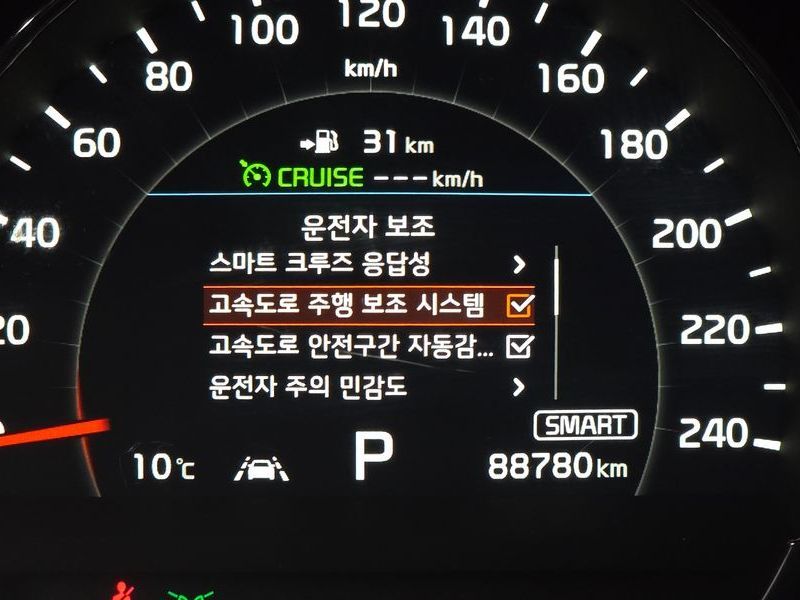 120
100
140
km/h
80
160
60
31 km
180
CRUISE ---km/h
40
운전자 보조
200
스마트 크루즈 응답성
고속도로 주행 보조 시스템
20
220
고속도로 안전구간 자동감...
운전자 주의 민감도
SMART
240
10℃
P
88780km